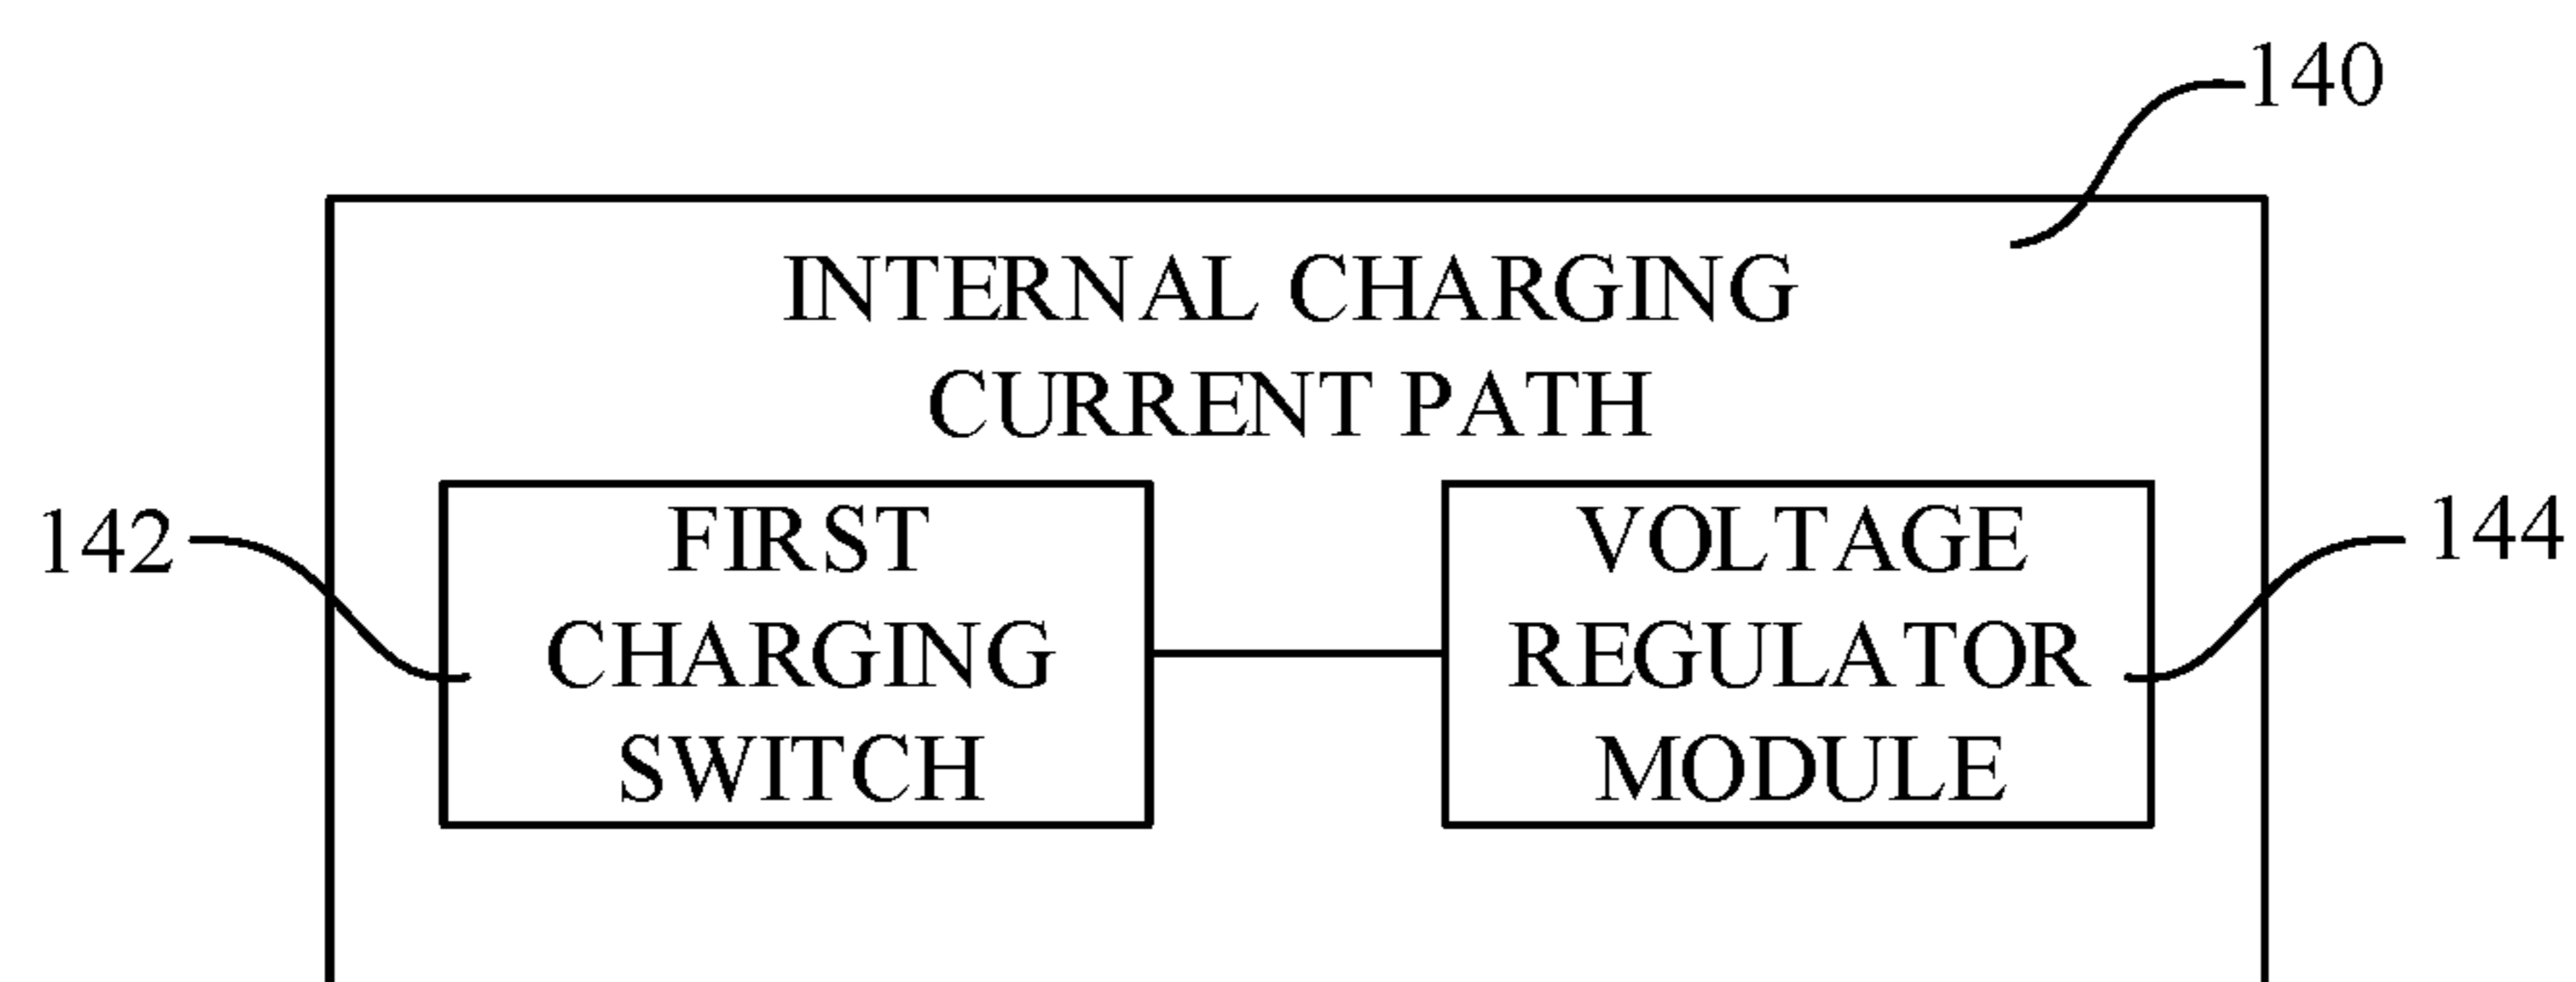 140
INTERNAL CHARGING
CURRENT PATH
142
FIRST
CHARGING
SWITCH
VOLTAGE
REGULATOR
MODULE
144